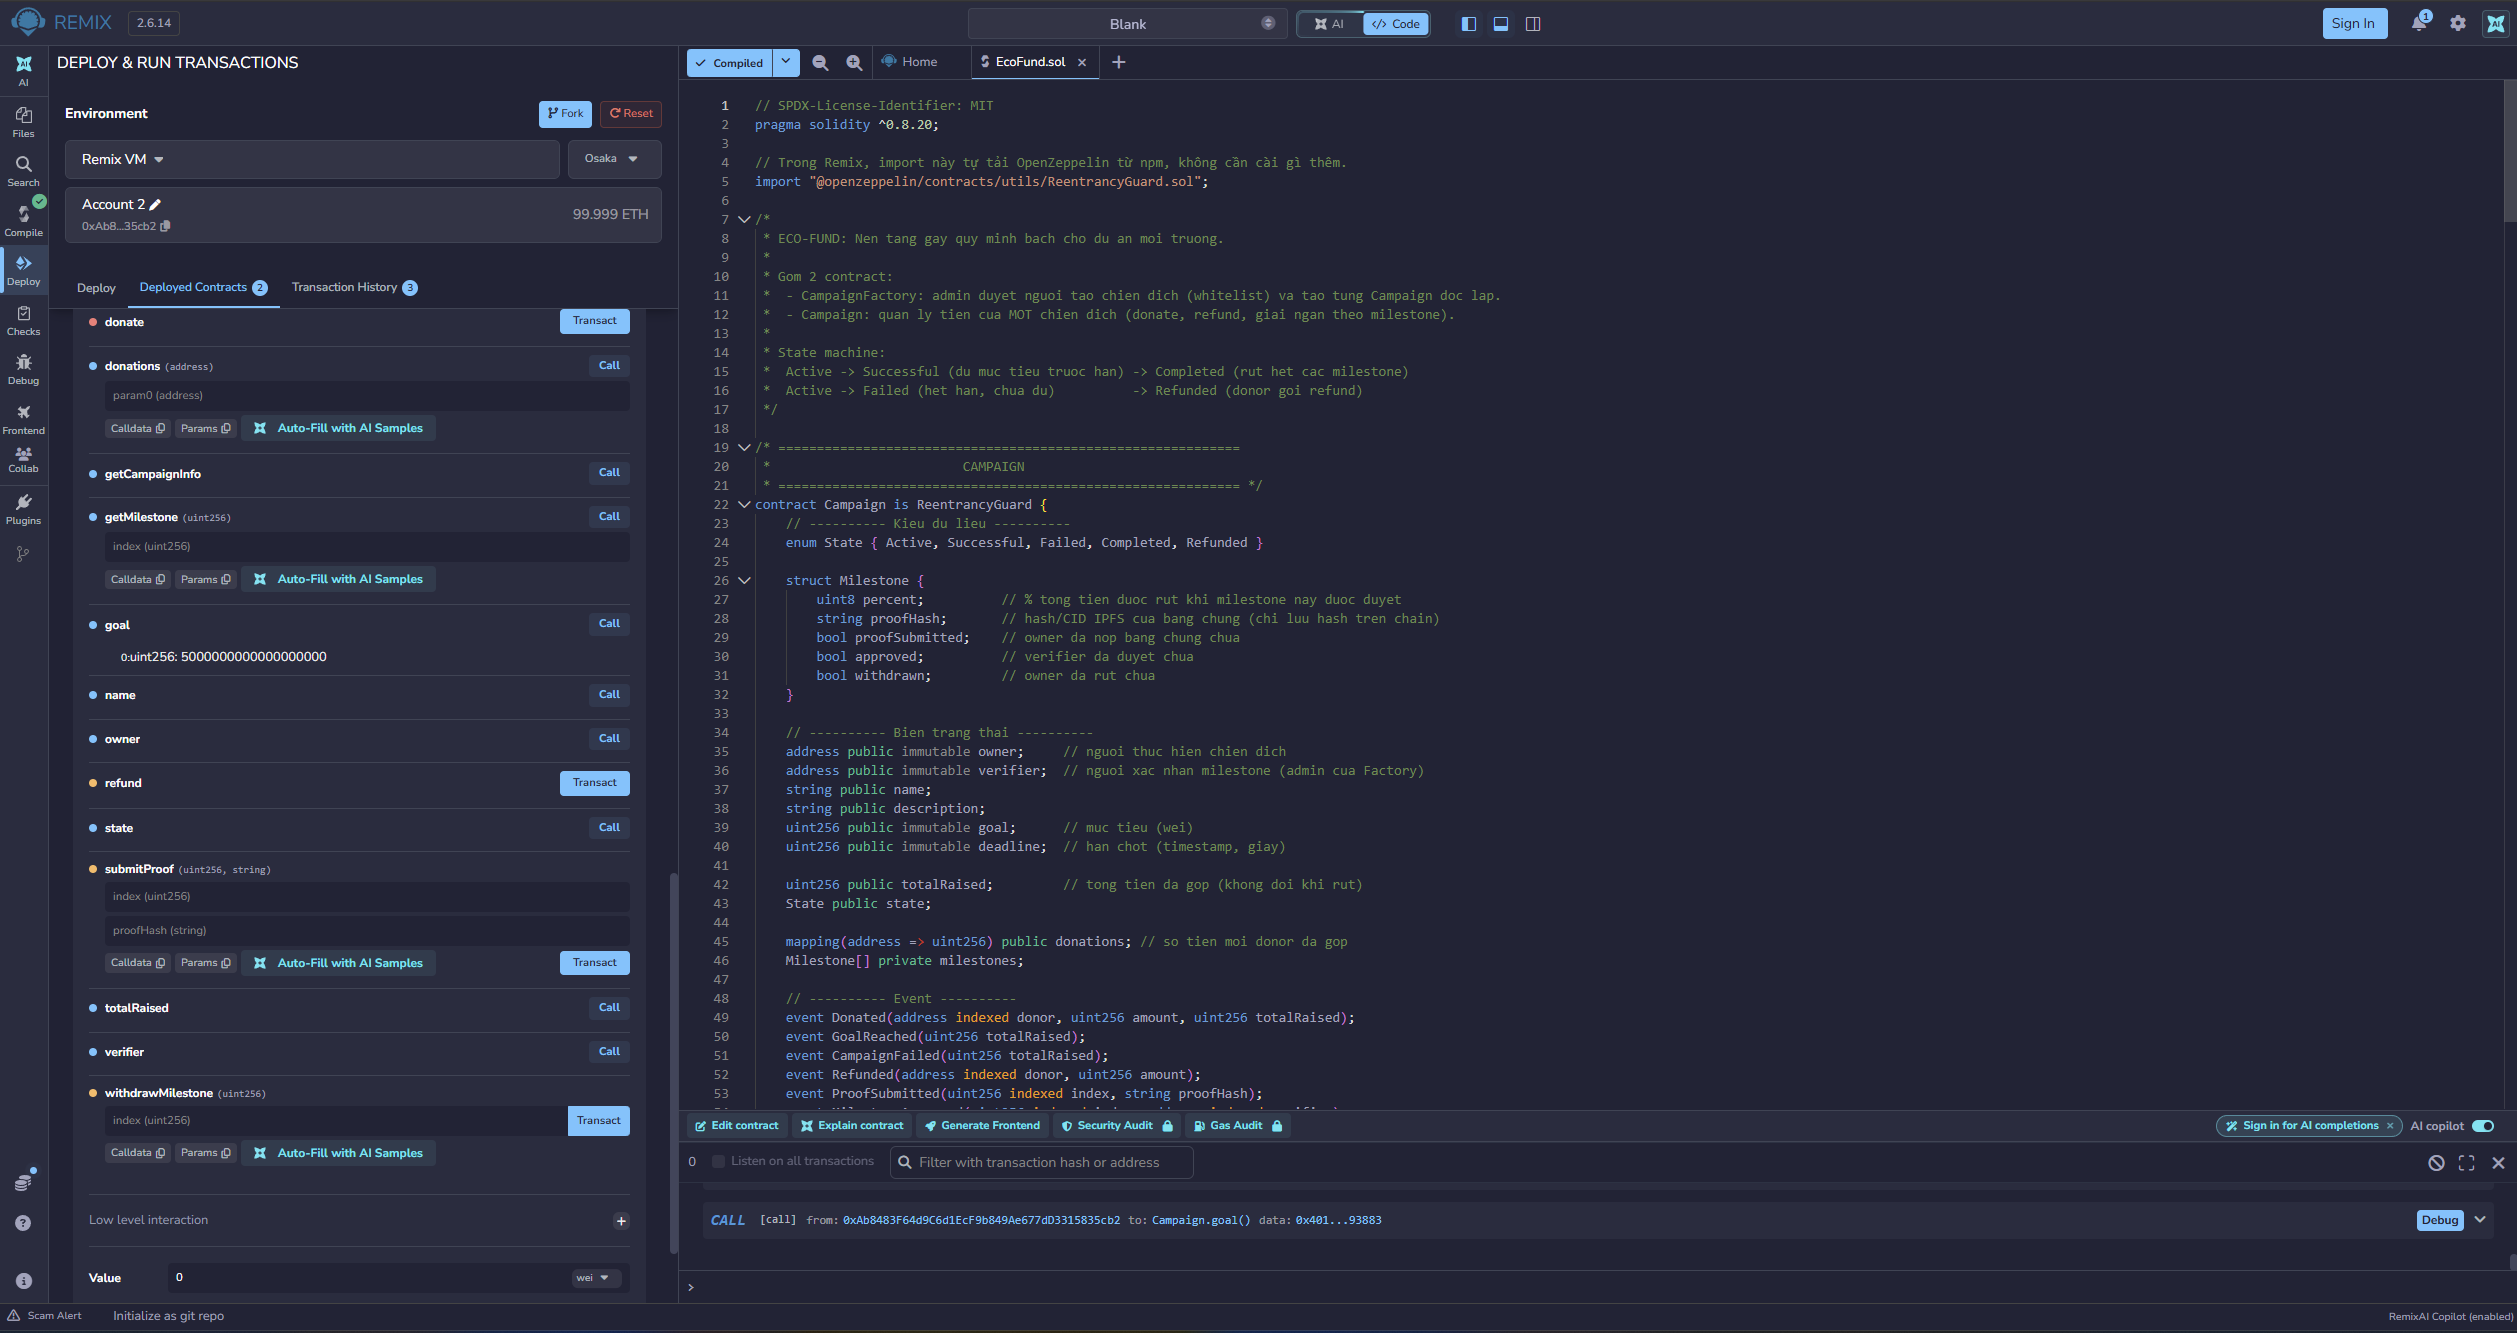 REMIX 2.6.14
Blank
AI Code
Sign In
1
AI
AI
Files
Search
Compile
Deploy
Checks
Debug
Frontend
Collab
Plugins
DEPLOY & RUN TRANSACTIONS
Environment
Fork
Reset
Remix VM
Osaka
Account 2
0xAb8...35cb2
99.999 ETH
Deploy
Deployed Contracts 2
Transaction History 3
donate
Transact
donations (address)
Call
param0 (address)
Calldata Params Auto-Fill with AI Samples
getCampaignInfo
Call
getMilestone (uint256)
Call
index (uint256)
Calldata Params Auto-Fill with AI Samples
goal
Call
0:uint256: 5000000000000000000
name
Call
owner
Call
refund
Transact
state
Call
submitProof (uint256, string)
index (uint256)
proofHash (string)
Calldata Params Auto-Fill with AI Samples
Transact
totalRaised
Call
verifier
Call
withdrawMilestone (uint256)
index (uint256)
Transact
Calldata Params Auto-Fill with AI Samples
Low level interaction
Value 0 wei
Compiled
Home
EcoFund.sol
1 // SPDX-License-Identifier: MIT
2 pragma solidity ^0.8.20;
3
4 // Trong Remix, import này tự tải OpenZeppelin từ npm, không cần cài gì thêm.
5 import "@openzeppelin/contracts/utils/ReentrancyGuard.sol";
6
7 /*
8 * ECO-FUND: Nen tang gay quy minh bach cho du an moi truong.
9 *
10 * Gom 2 contract:
11 * - CampaignFactory: admin duyet nguoi tao chien dich (whitelist) va tao tung Campaign doc lap.
12 * - Campaign: quan ly tien cua MOT chien dich (donate, refund, giai ngan theo milestone).
13 *
14 * State machine:
15 * Active -> Successful (du muc tieu truoc han) -> Completed (rut het cac milestone)
16 * Active -> Failed (het han, chua du) -> Refunded (donor goi refund)
17 */
18
19 /* ============================================================
20 * CAMPAIGN
21 * ============================================================ */
22 contract Campaign is ReentrancyGuard {
23 // ---------- Kieu du lieu ----------
24 enum State { Active, Successful, Failed, Completed, Refunded }
25
26 struct Milestone {
27 uint8 percent; // % tong tien duoc rut khi milestone nay duoc duyet
28 string proofHash; // hash/CID IPFS cua bang chung (chi luu hash tren chain)
29 bool proofSubmitted; // owner da nop bang chung chua
30 bool approved; // verifier da duyet chua
31 bool withdrawn; // owner da rut chua
32 }
33
34 // ---------- Bien trang thai ----------
35 address public immutable owner; // nguoi thuc hien chien dich
36 address public immutable verifier; // nguoi xac nhan milestone (admin cua Factory)
37 string public name;
38 string public description;
39 uint256 public immutable goal; // muc tieu (wei)
40 uint256 public immutable deadline; // han chot (timestamp, giay)
41
42 uint256 public totalRaised; // tong tien da gop (khong doi khi rut)
43 State public state;
44
45 mapping(address => uint256) public donations; // so tien moi donor da gop
46 Milestone[] private milestones;
47
48 // ---------- Event ----------
49 event Donated(address indexed donor, uint256 amount, uint256 totalRaised);
50 event GoalReached(uint256 totalRaised);
51 event CampaignFailed(uint256 totalRaised);
52 event Refunded(address indexed donor, uint256 amount);
53 event ProofSubmitted(uint256 indexed index, string proofHash);
Edit contract
Explain contract
Generate Frontend
Security Audit
Gas Audit
Sign in for AI completions ×
AI copilot
0
Listen on all transactions
Filter with transaction hash or address
CALL [call] from: 0xAb8483F64d9C6d1EcF9b849Ae677dD3315835cb2 to: Campaign.goal() data: 0x401...93883
Debug
>
Scam Alert
Initialize as git repo
RemixAI Copilot (enabled)